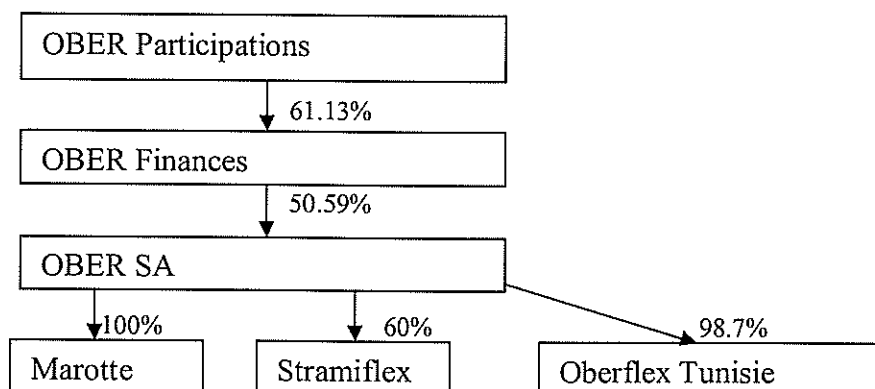 OBER Participations
61.13%
OBER Finances
50.59%
OBER SA
100%
60%
98.7%
Marotte
Stramiflex
Oberflex Tunisie